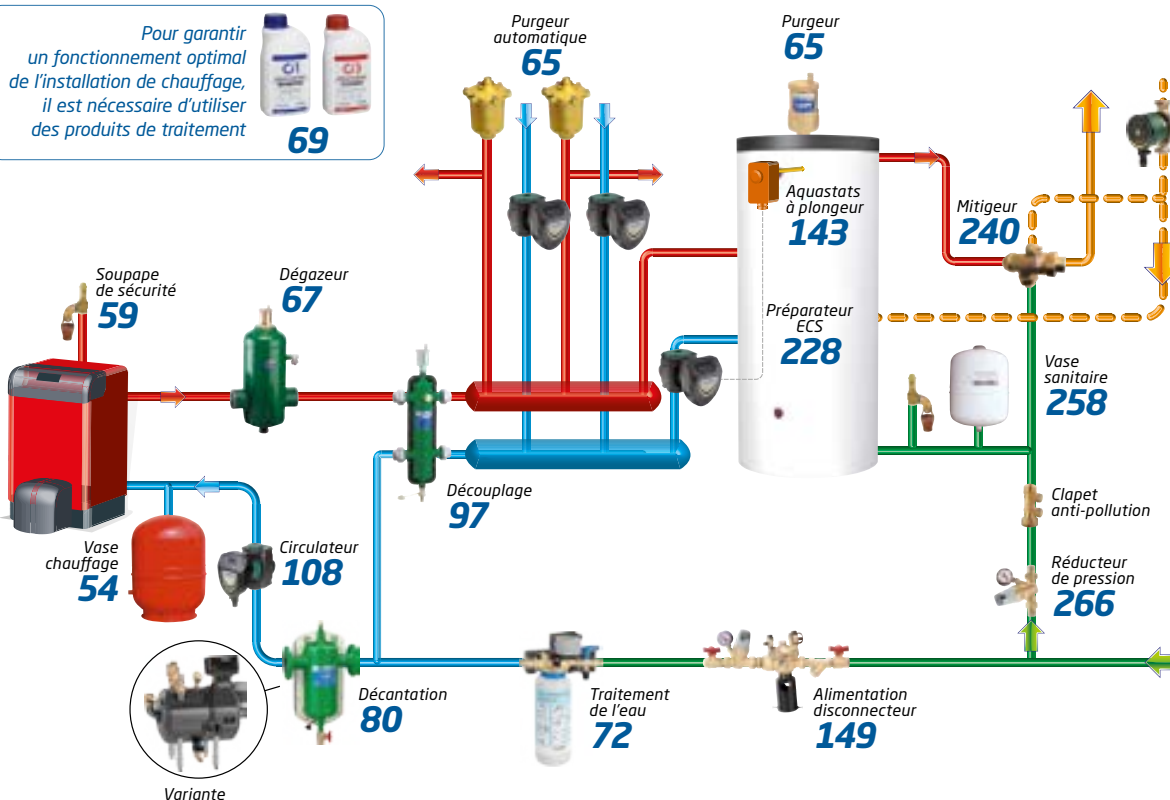 Pour garantir
un fonctionnement optimal
de l'installation de chauffage,
il est nécessaire d'utiliser
des produits de traitement
69
Purgeur
automatique
65
Purgeur
65
Aquastats
à plongeur
143
Mitigeur
240
Soupape
de sécurité
59
Dégazeur
67
Préparateur
ECS
228
Vase
sanitaire
258
Découplage
97
Clapet
anti-pollution
Vase
chauffage
54
Circulateur
108
Réducteur
de pression
266
Décantation
80
Traitement
de l'eau
72
Alimentation
disconnecteur
149
Variante